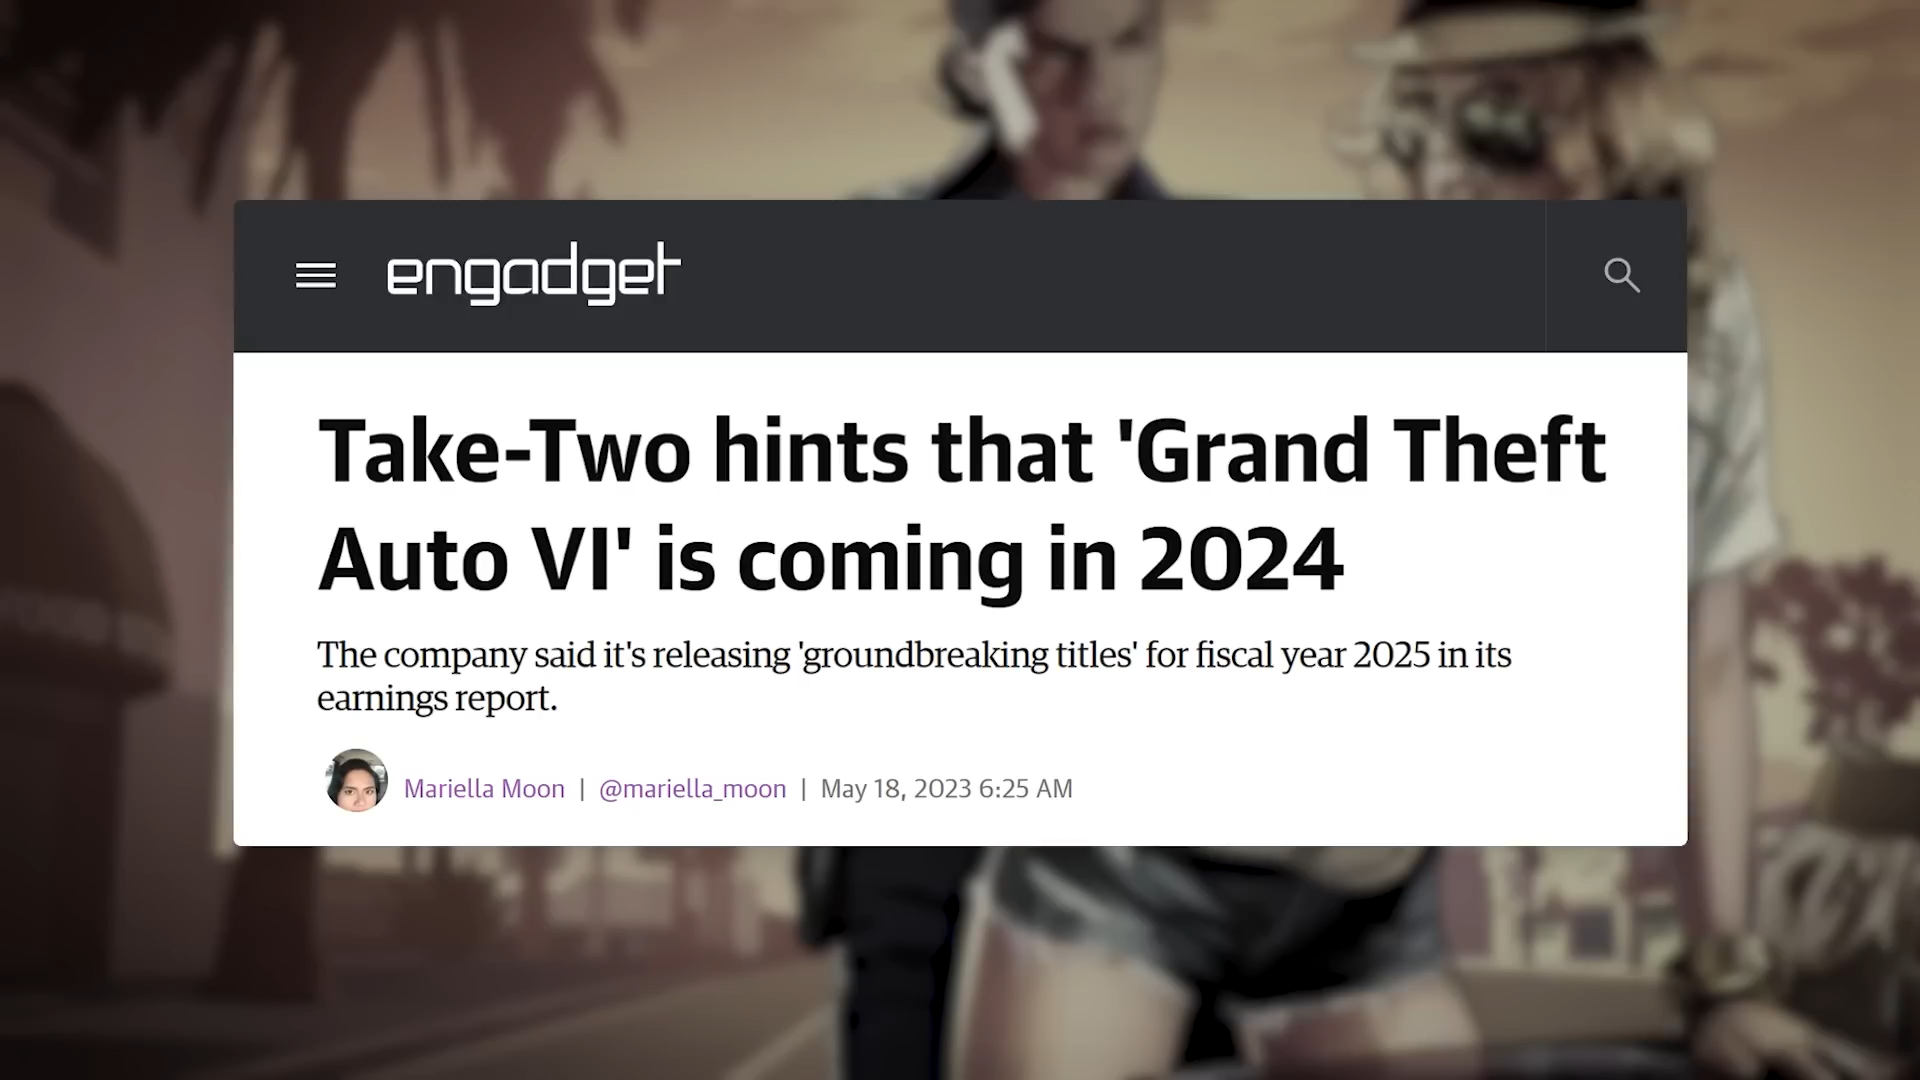 engadget
Take-Two hints that 'Grand Theft
Auto VI' is coming in 2024
The company said it's releasing 'groundbreaking titles' for fiscal year 2025 in its
earnings report.
Mariella Moon | @mariella_moon | May 18, 2023 6:25 AM